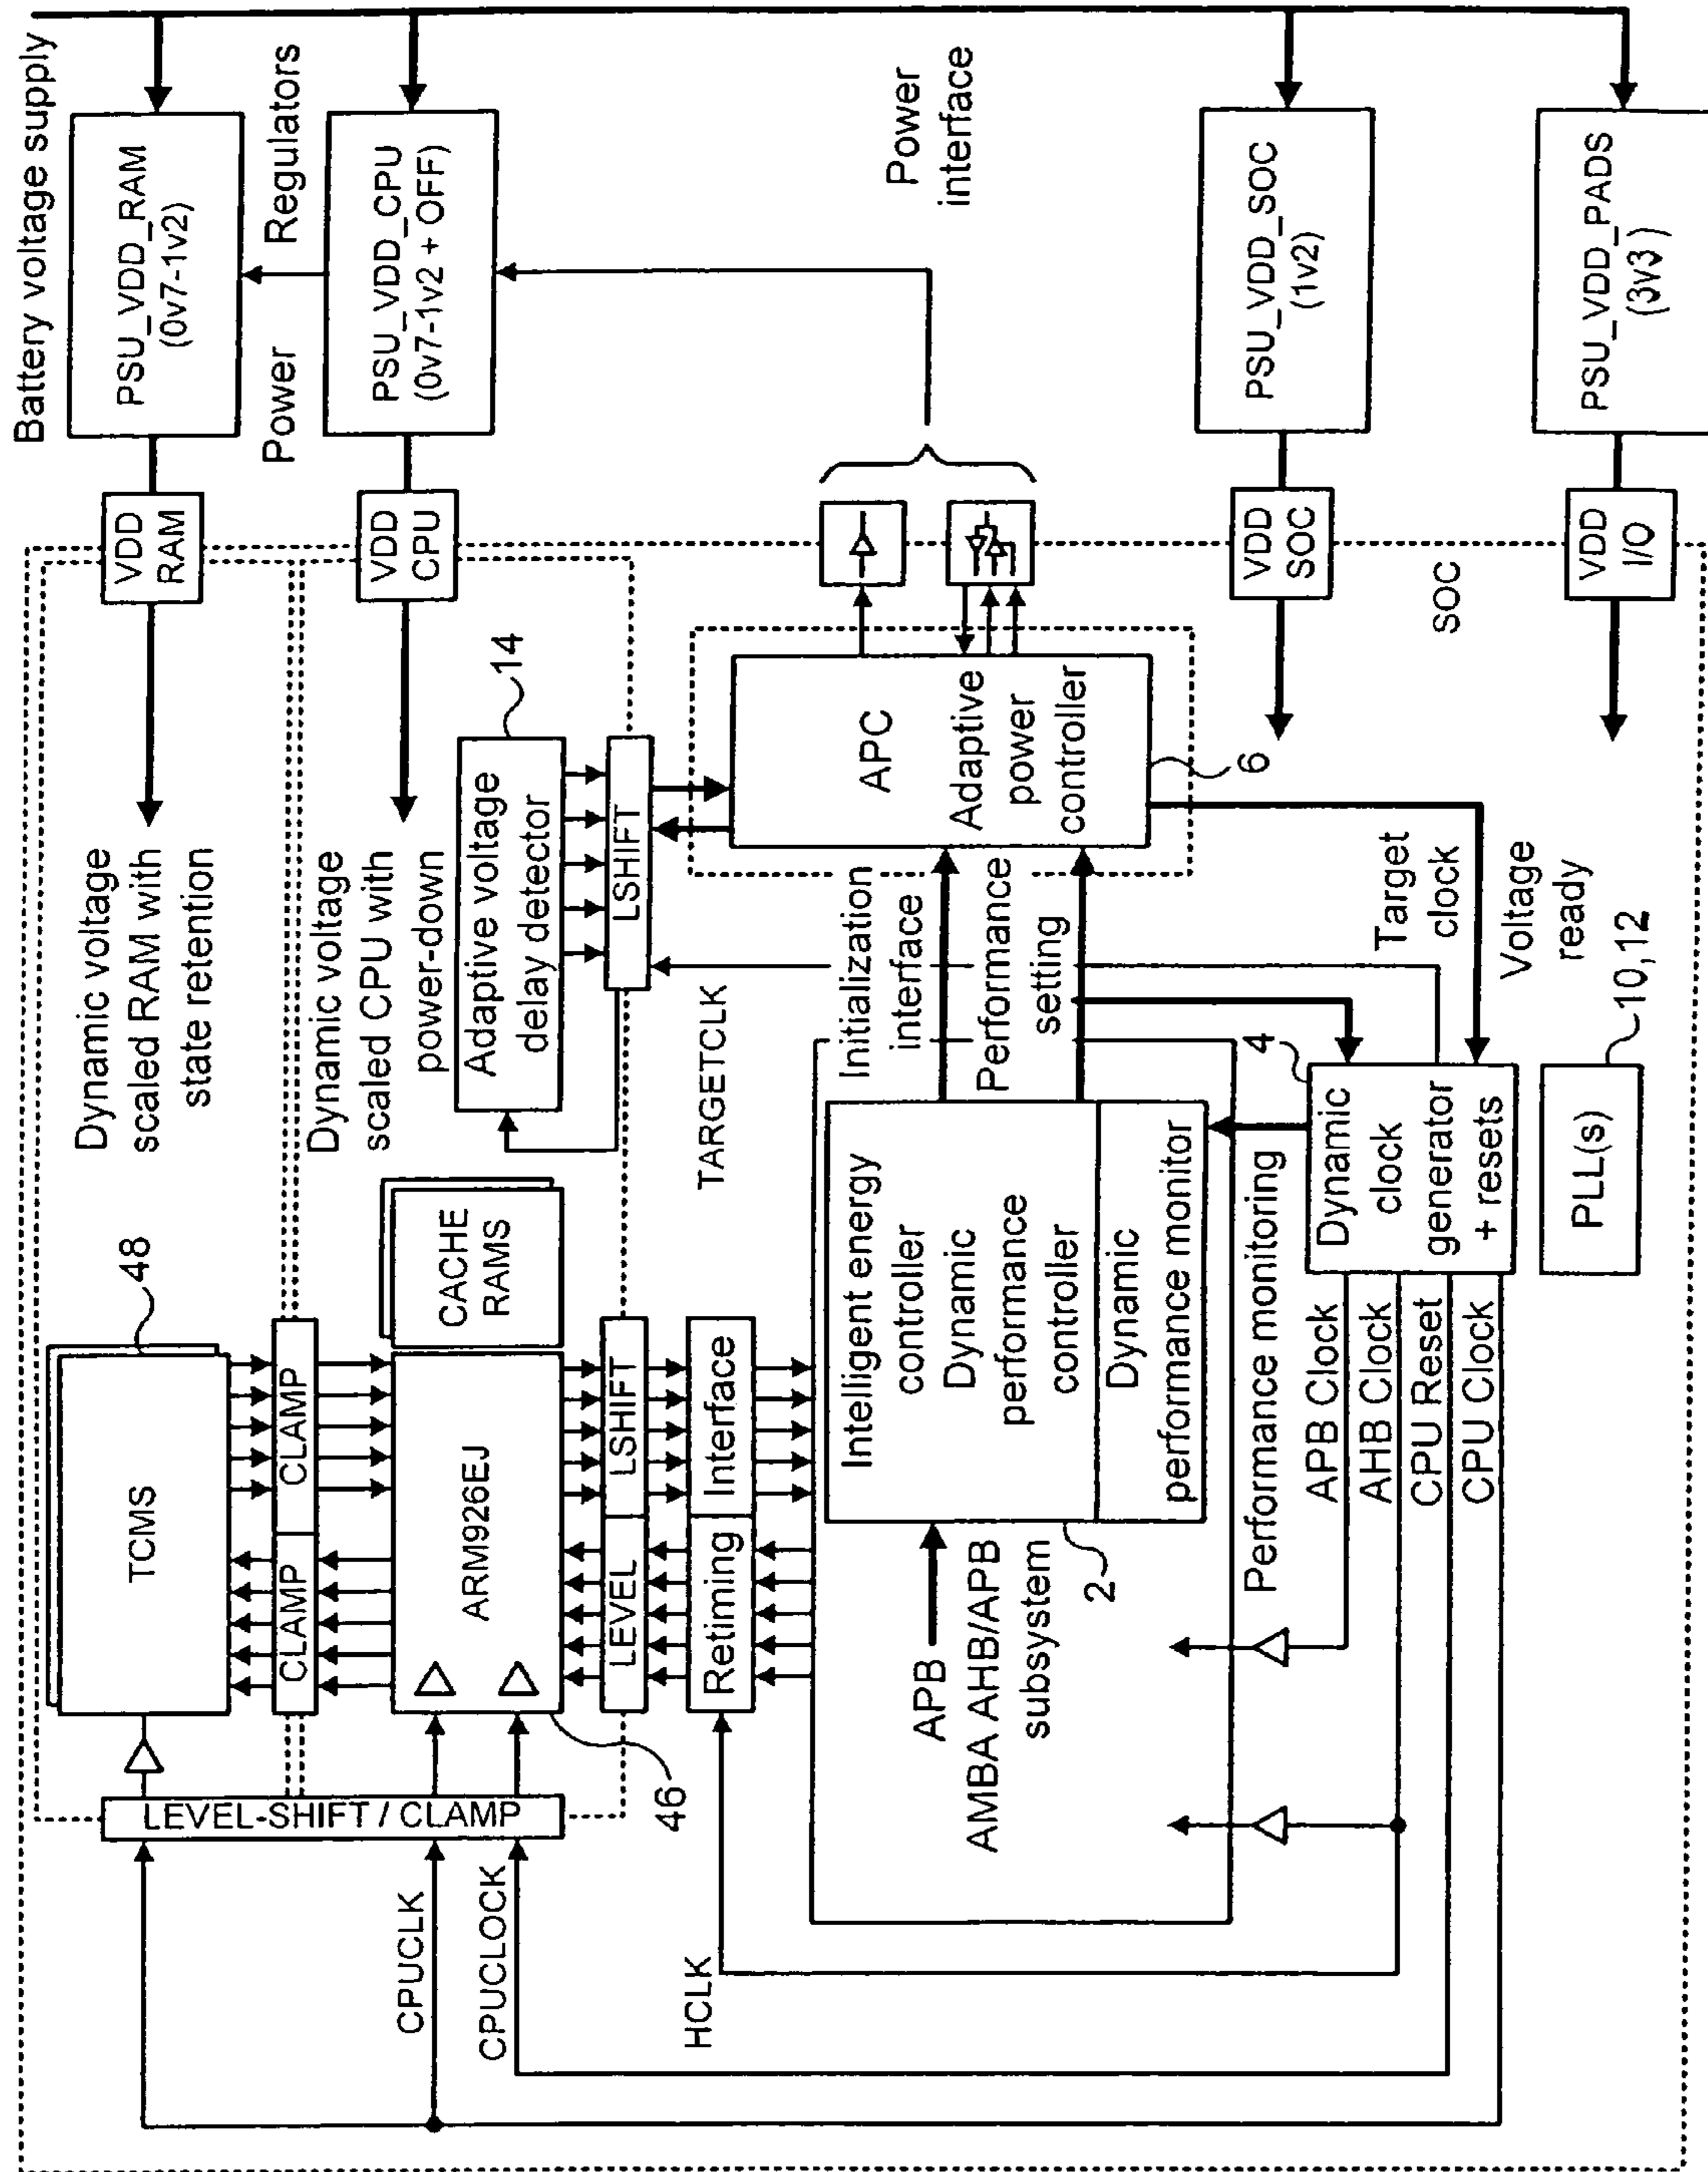 Battery voltage supply
PSU_VDD_RAM
(0v7-1v2)
Power
Regulators
PSU_VDD_CPU
(0v7-1v2 + OFF)
Power
interface
PSU_VDD_SOC
(1v2)
PSU_VDD_PADS
(3v3)
VDD
RAM
VDD
CPU
VDD
SOC
VDD
I/O
SOC
Dynamic voltage
scaled RAM with
state retention
Dynamic voltage
scaled CPU with
power-down
14
Adaptive voltage
delay detector
LSHIFT
APC
Adaptive
power
controller
6
TARGETCLK
Initialization
interface
Performance
setting
Target
clock
Voltage
ready
48
TCMS
CLAMP
CLAMP
CACHE
RAMS
ARM926EJ
46
LEVEL
LSHIFT
Retiming
Interface
LEVEL-SHIFT / CLAMP
CPUCLK
CPUCLOCK
HCLK
Intelligent energy
controller
Dynamic
performance
controller
Dynamic
performance monitor
2
APB
AMBA AHB/APB
subsystem
Performance monitoring
4
Dynamic
clock
generator
+ resets
APB Clock
AHB Clock
CPU Reset
CPU Clock
10,12
PLL(s)